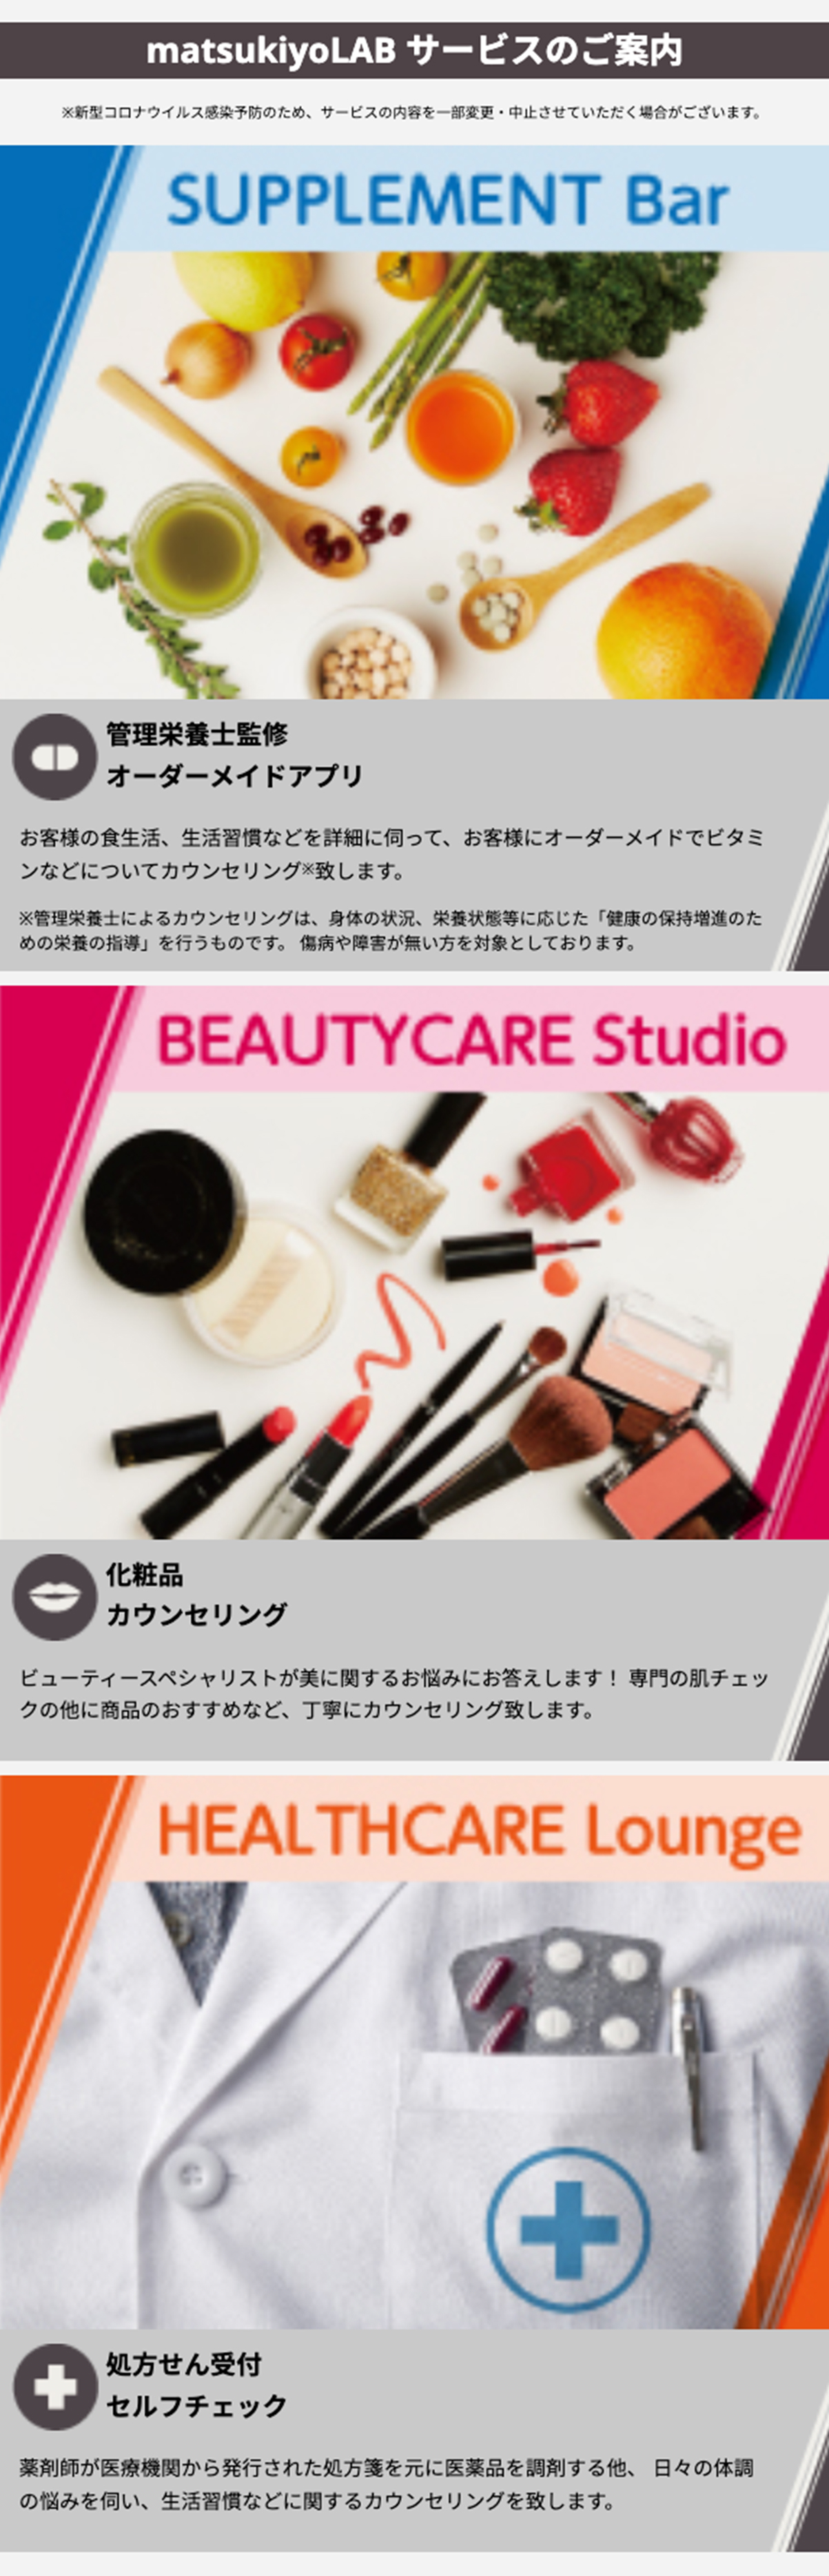 matsukiyoLAB サービスのご案内
※新型コロナウイルス感染予防のため、サービスの内容を一部変更・中止させていただく場合がございます。
SUPPLEMENT Bar
管理栄養士監修
オーダーメイドアプリ
お客様の食生活、生活習慣などを詳細に伺って、お客様にオーダーメイドでビタミ
ンなどについてカウンセリング※致します。
※管理栄養士によるカウンセリングは、身体の状況、栄養状態等に応じた「健康の保持増進のた
めの栄養の指導」を行うものです。 傷病や障害が無い方を対象としております。
BEAUTYCARE Studio
化粧品
カウンセリング
ビューティースペシャリストが美に関するお悩みにお答えします！ 専門の肌チェッ
クの他に商品のおすすめなど、丁寧にカウンセリング致します。
HEALTHCARE Lounge
処方せん受付
セルフチェック
薬剤師が医療機関から発行された処方箋を元に医薬品を調剤する他、 日々の体調
の悩みを伺い、生活習慣などに関するカウンセリングを致します。